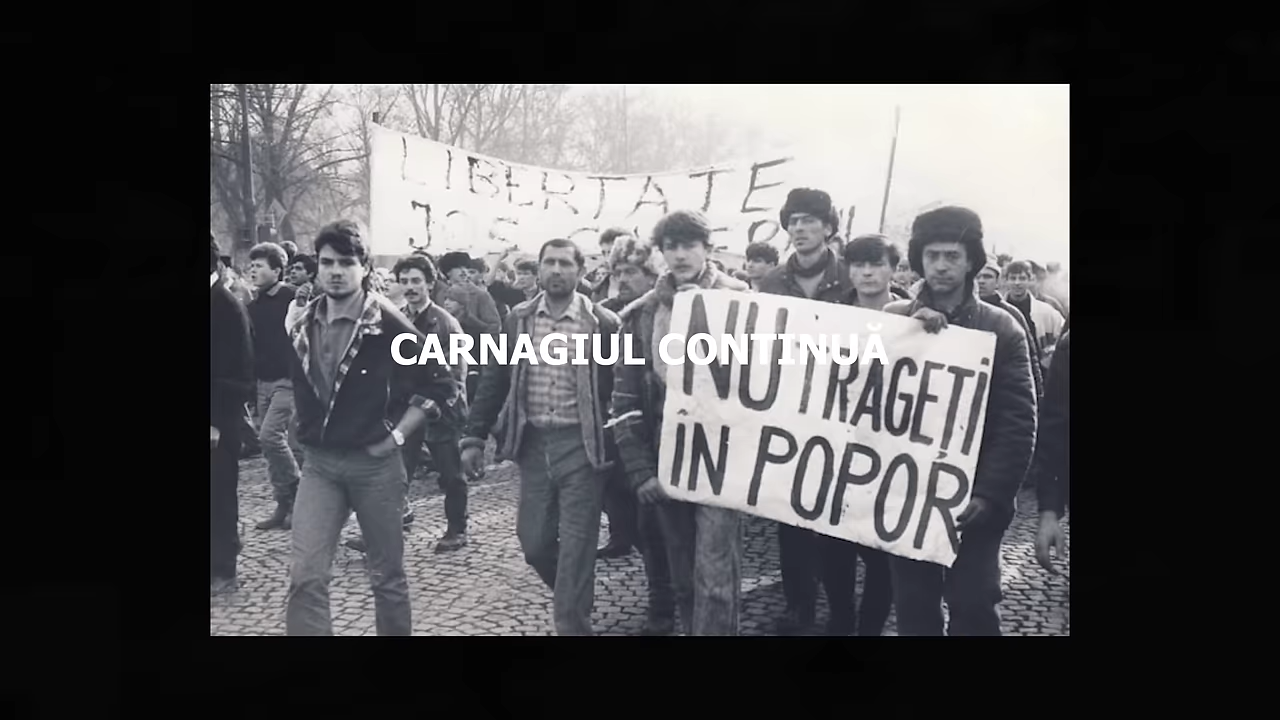 LIBERTATE
JOS
CARNAGIUL CONTINUĂ
NU TRAGEȚI
ÎN POPOR